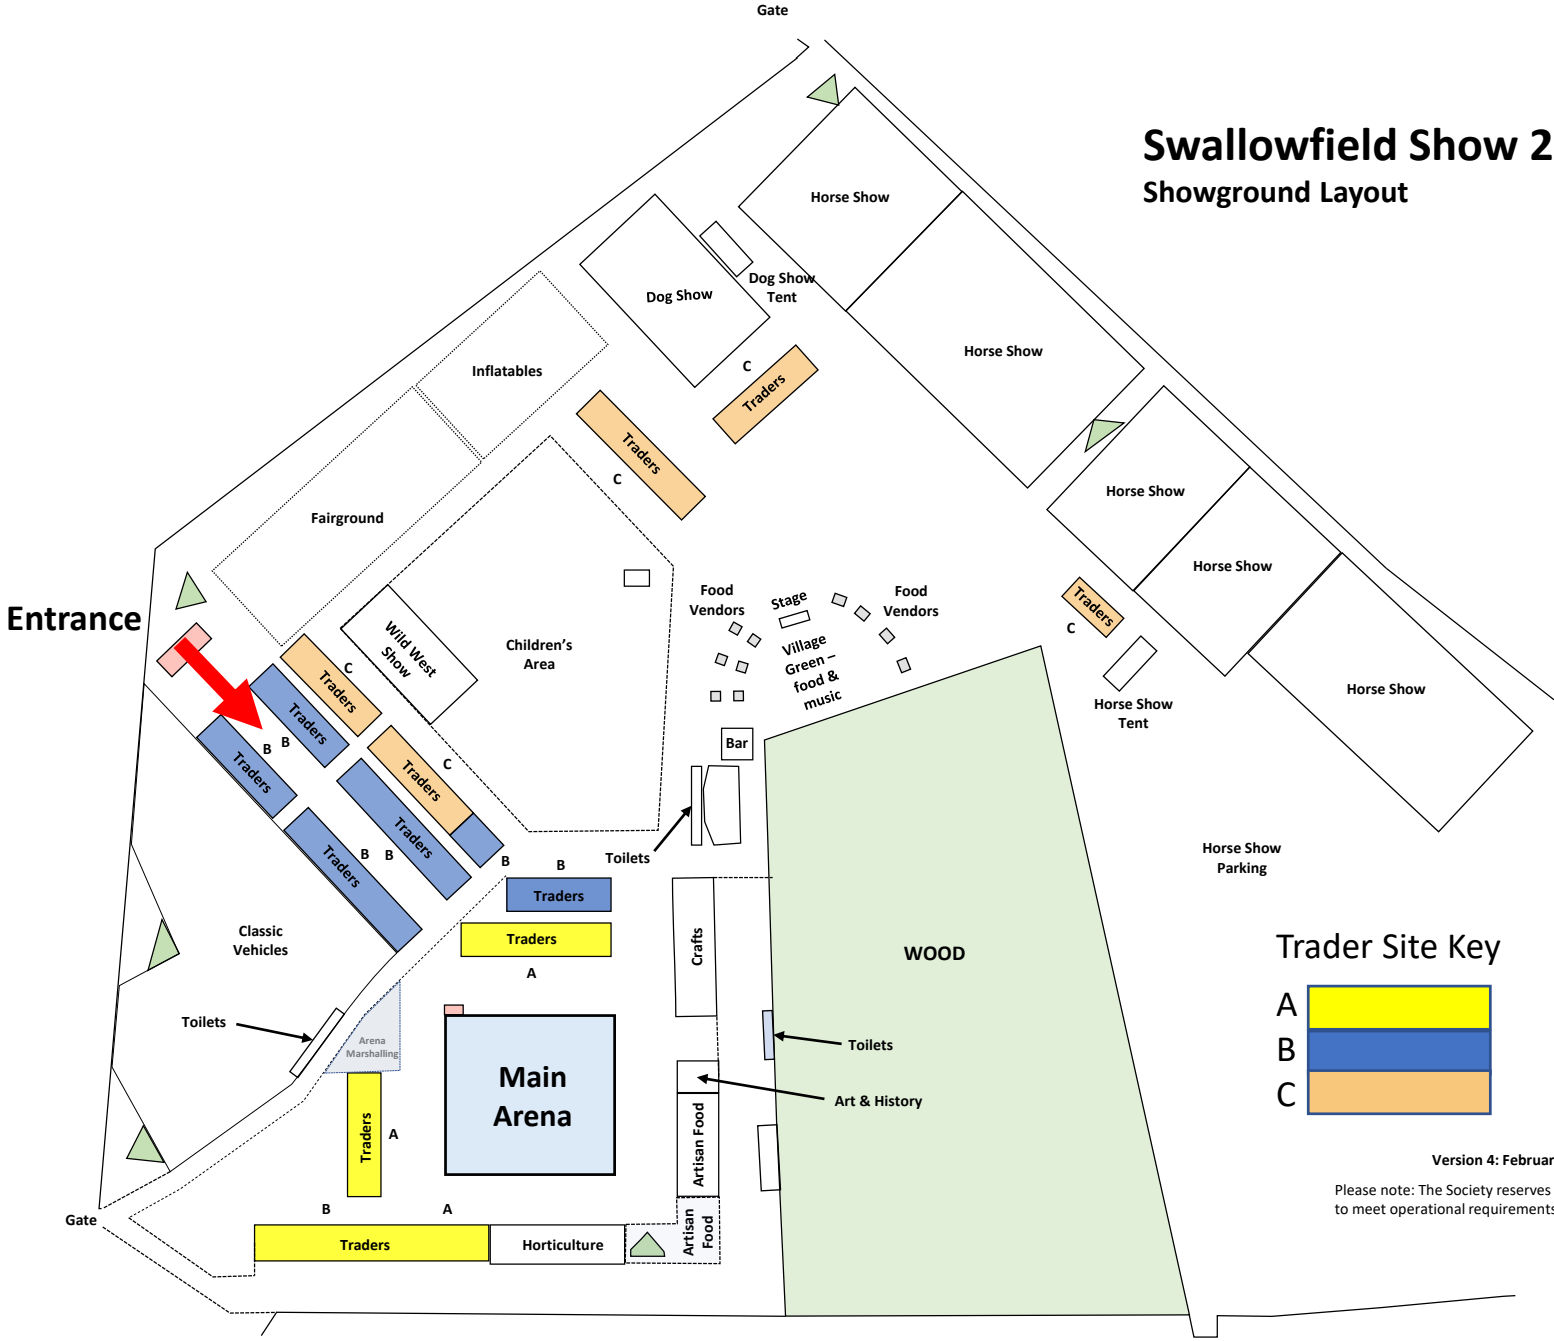 Gate
Swallowfield Show 2
Showground Layout
Horse Show
Dog Show
Tent
Dog Show
Horse Show
Inflatables
C
Traders
Traders
C
Horse Show
Fairground
Horse Show
Entrance
Food
Vendors
Stage
Food
Vendors
Traders
C
Wild West
Show
Children's
Area
Village
Green –
food &
music
C
Traders
Horse Show
Horse Show
Tent
B
B
Traders
Traders
Bar
C
Traders
Traders
B
B
Traders
B
B
Toilets
Horse Show
Parking
Traders
Classic
Vehicles
Traders
A
Crafts
WOOD
Trader Site Key
A
B
C
Toilets
Arena
Marshalling
Toilets
Main
Arena
Art & History
Traders
A
Artisan Food
Version 4: Februar
Please note: The Society reserves
to meet operational requirements
Gate
B
A
Traders
Horticulture
Artisan
Food